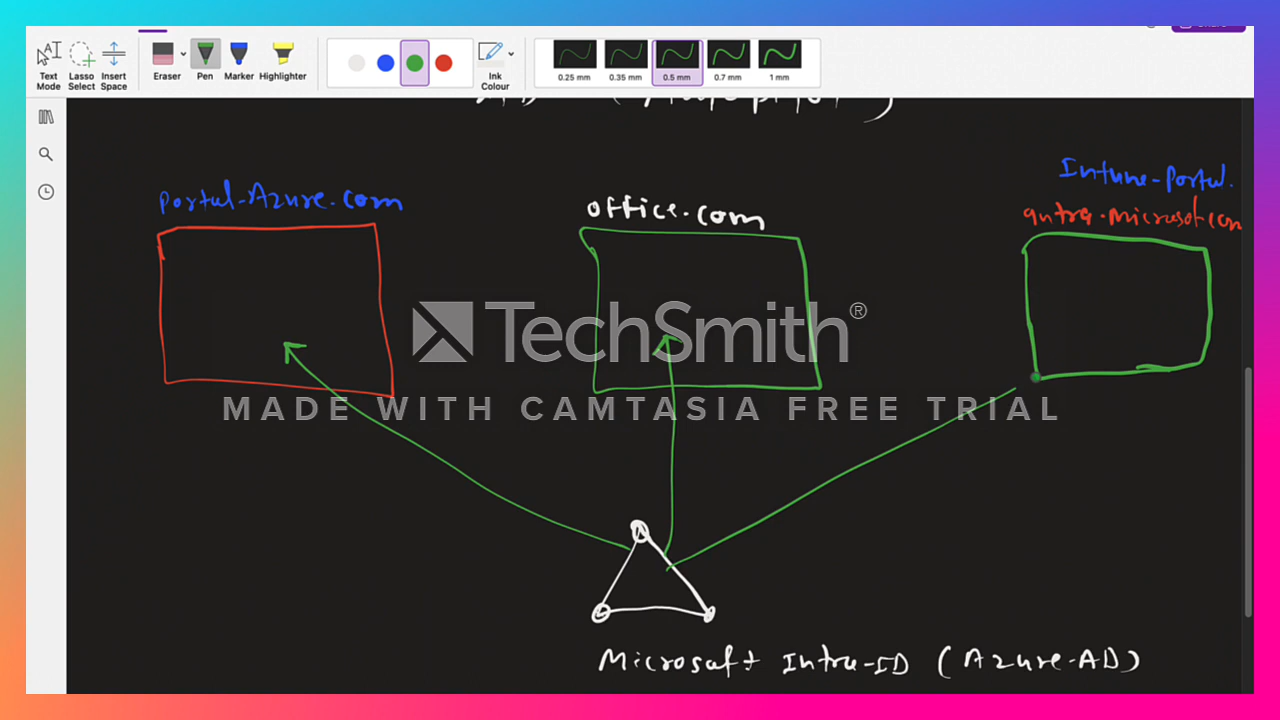 Text
Mode
Lasso
Select
Insert
Space
Eraser
Pen
Marker
Highlighter
Ink
Colour
0.25 mm
0.35 mm
0.5 mm
0.7 mm
1 mm
Portal-Azure.com
office.com
Intune-Portal.
TechSmith®
MADE WITH CAMTASIA FREE TRIAL
Microsoft Intra-ID (Azure-AD)